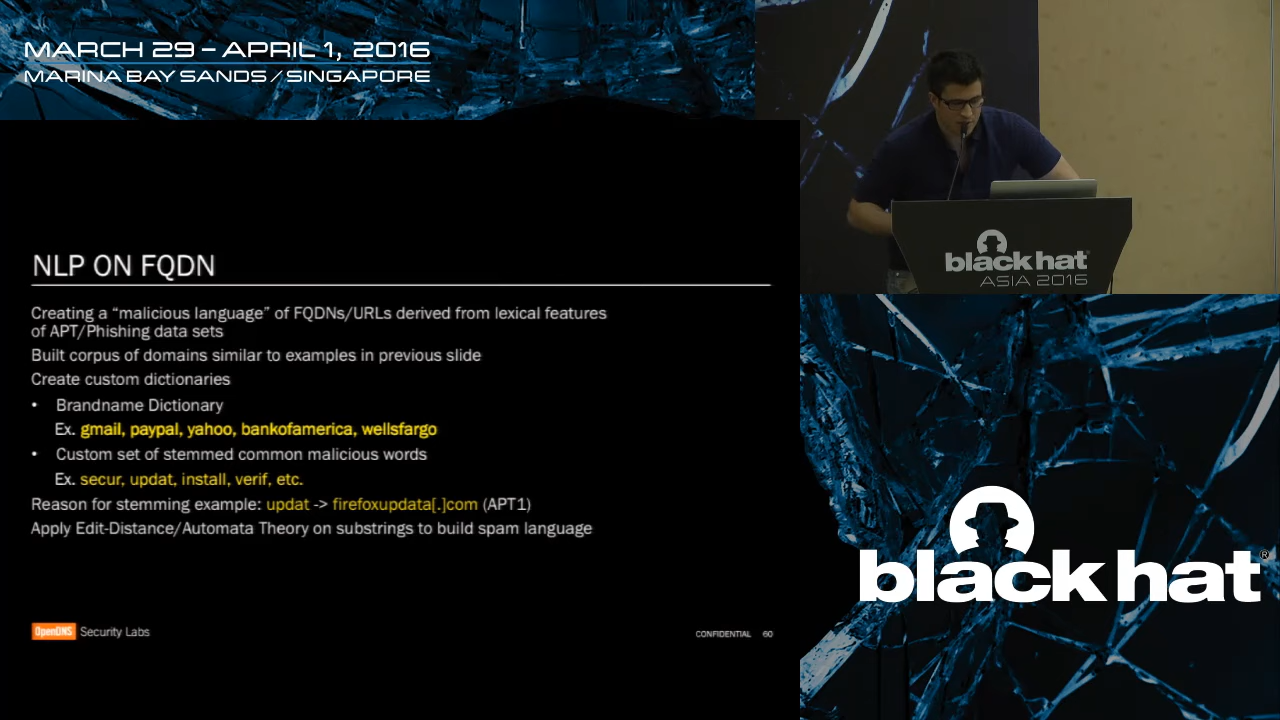 MARCH 29 – APRIL 1, 2016
MARINA BAY SANDS / SINGAPORE
NLP ON FQDN
Creating a “malicious language” of FQDNs/URLs derived from lexical features
of APT/Phishing data sets
Built corpus of domains similar to examples in previous slide
Create custom dictionaries
• Brandname Dictionary
Ex. gmail, paypal, yahoo, bankofamerica, wellsfargo
• Custom set of stemmed common malicious words
Ex. secur, updat, install, verif, etc.
Reason for stemming example: updat -> firefoxupdata[.]com (APT1)
Apply Edit-Distance/Automata Theory on substrings to build spam language
OpenDNS Security Labs
CONFIDENTIAL 60
black hat
ASIA 2016
black hat®